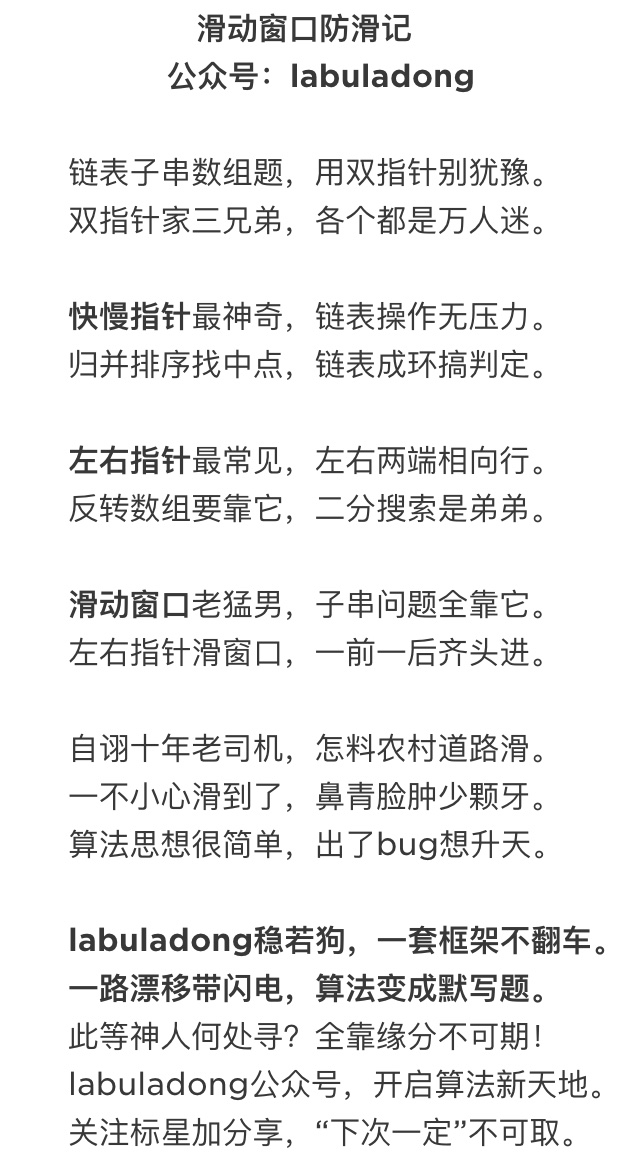 滑动窗口防滑记
公众号：labuladong
链表子串数组题，用双指针别犹豫。
双指针家三兄弟，各个都是万人迷。
快慢指针最神奇，链表操作无压力。
归并排序找中点，链表成环搞判定。
左右指针最常见，左右两端相向行。
反转数组要靠它，二分搜索是弟弟。
滑动窗口老猛男，子串问题全靠它。
左右指针滑窗口，一前一后齐头进。
自诩十年老司机，怎料农村道路滑。
一不小心滑到了，鼻青脸肿少颗牙。
算法思想很简单，出了bug想升天。
labuladong稳若狗，一套框架不翻车。
一路漂移带闪电，算法变成默写题。
此等神人何处寻？全靠缘分不可期！
labuladong公众号，开启算法新天地。
关注标星加分享，“下次一定”不可取。